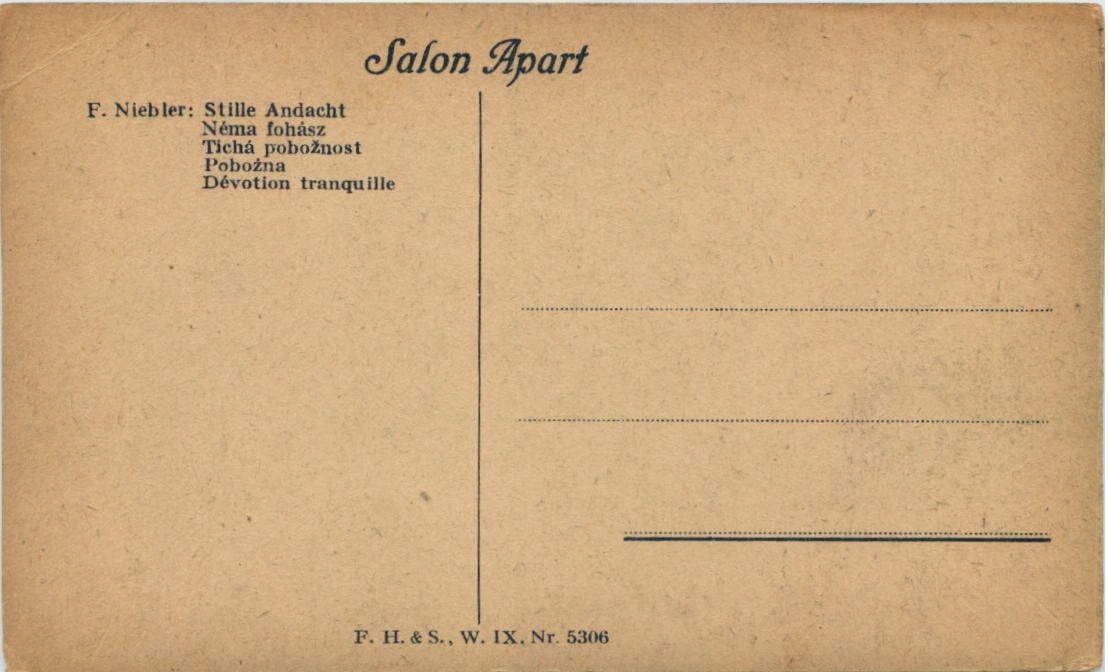 Salon Apart
F. Niebler: Stille Andacht
Néma fohász
Tichá pobožnost
Pobożna
Dévotion tranquille
F. H. & S., W. IX. Nr. 5306